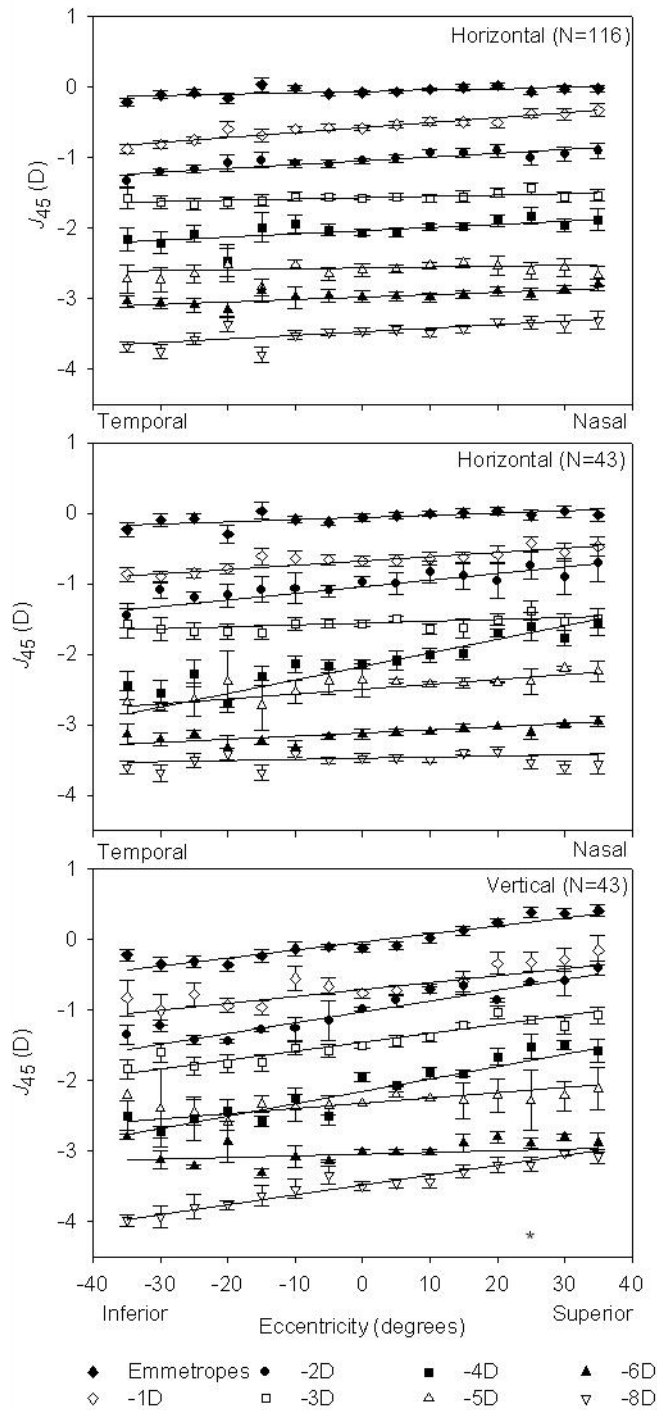 1
Horizontal (N=116)
0
-1
J45 (D)
-2
-3
-4
Temporal Nasal
1
Horizontal (N=43)
0
-1
J45 (D)
-2
-3
-4
Temporal Nasal
1
Vertical (N=43)
0
-1
J45 (D)
-2
-3
-4
*
-40 -30 -20 -10 0 10 20 30 40
Inferior Eccentricity (degrees) Superior
Emmetropes -2D -4D -6D
-1D -3D -5D -8D